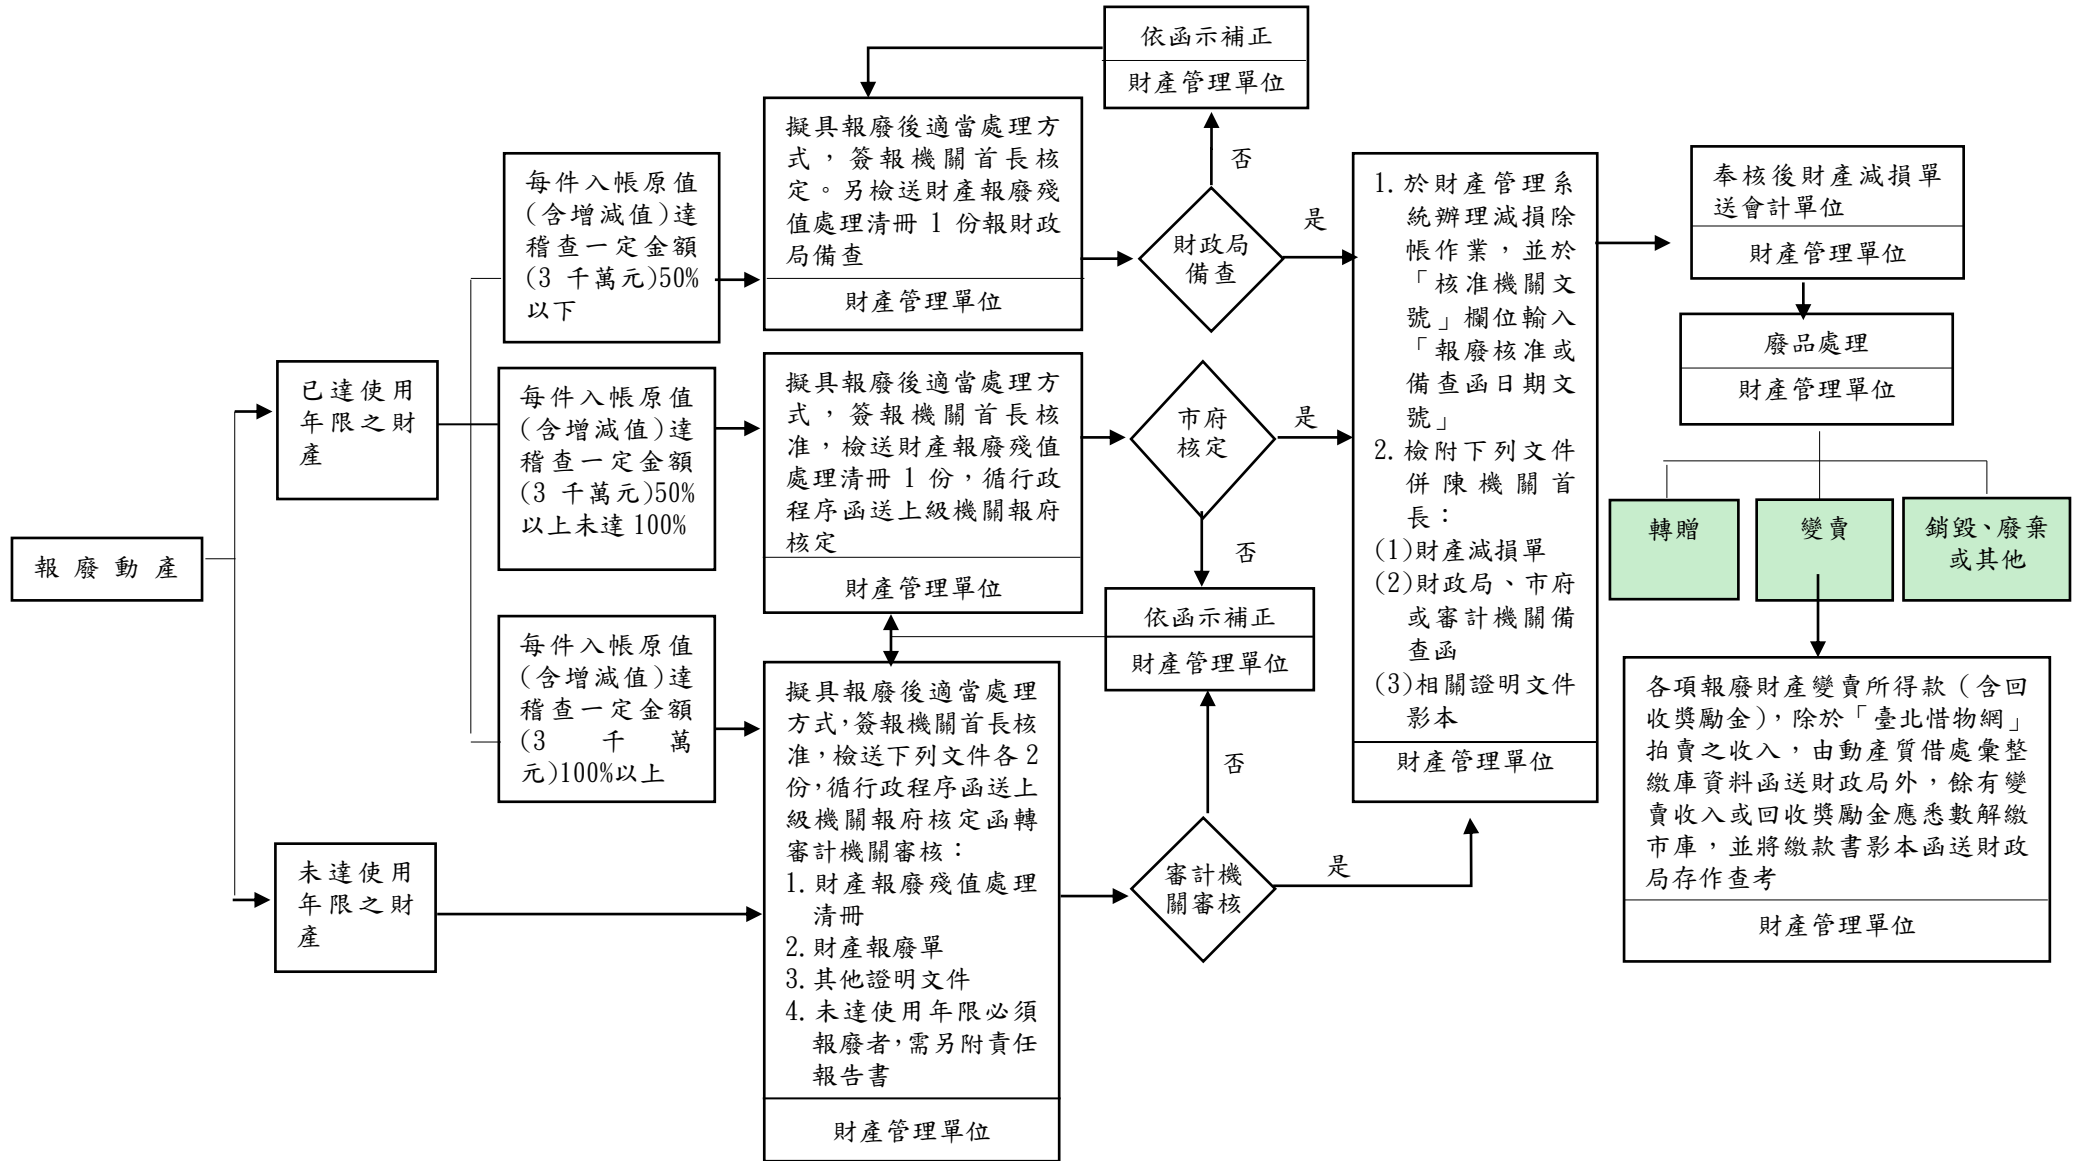 報廢動產
已達使用
年限之財
產
未達使用
年限之財
產
每件入帳原值
(含增減值)達
稽查一定金額
(3 千萬元)50%
以下
每件入帳原值
(含增減值)達
稽查一定金額
(3 千萬元)50%
以上未達 100%
每件入帳原值
(含增減值)達
稽查一定金額
(3 千萬
元)100%以上
擬具報廢後適當處理方
式，簽報機關首長核
定。另檢送財產報廢殘
值處理清冊 1 份報財政
局備查
財產管理單位
擬具報廢後適當處理方
式，簽報機關首長核
准，檢送財產報廢殘值
處理清冊 1 份，循行政
程序函送上級機關報府
核定
財產管理單位
擬具報廢後適當處理
方式，簽報機關首長核
准，檢送下列文件各 2
份，循行政程序函送上
級機關報府核定函轉
審計機關審核：
1. 財產報廢殘值處理
清冊
2. 財產報廢單
3. 其他證明文件
4. 未達使用年限必須
報廢者，需另附責任
報告書
財產管理單位
依函示補正
財產管理單位
否
財政局
備查
是
市府
核定
是
否
依函示補正
財產管理單位
否
審計機
關審核
是
1. 於財產管理系
統辦理減損除
帳作業，並於
「核准機關文
號」欄位輸入
「報廢核准或
備查函日期文
號」
2. 檢附下列文件
併陳機關首
長：
(1)財產減損單
(2)財政局、市府
或審計機關備
查函
(3)相關證明文件
影本
財產管理單位
奉核後財產減損單
送會計單位
財產管理單位
廢品處理
財產管理單位
轉贈
變賣
銷毀、廢棄
或其他
各項報廢財產變賣所得款（含回
收獎勵金），除於「臺北惜物網」
拍賣之收入，由動產質借處彙整
繳庫資料函送財政局外，餘有變
賣收入或回收獎勵金應悉數解繳
市庫，並將繳款書影本函送財政
局存作查考
財產管理單位